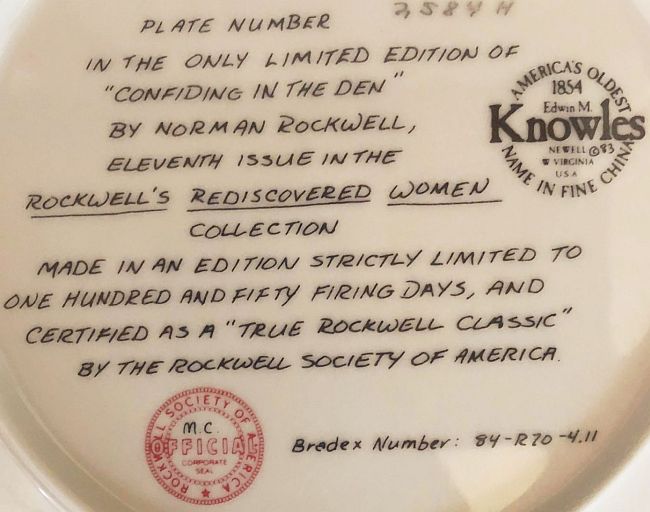 PLATE NUMBER 2,584 H
IN THE ONLY LIMITED EDITION OF
"CONFIDING IN THE DEN"
BY NORMAN ROCKWELL,
ELEVENTH ISSUE IN THE
ROCKWELL'S REDISCOVERED WOMEN
COLLECTION
MADE IN AN EDITION STRICTLY LIMITED TO
ONE HUNDRED AND FIFTY FIRING DAYS, AND
CERTIFIED AS A "TRUE ROCKWELL CLASSIC"
BY THE ROCKWELL SOCIETY OF AMERICA.
AMERICA'S OLDEST
1854
Edwin M.
Knowles
NEWELL ©83
W VIRGINIA
USA
NAME IN FINE CHINA
ROCKWELL SOCIETY OF AMERICA
M.C.
OFFICIAL
CORPORATE
SEAL
Bradex Number: 84-R70-4.11